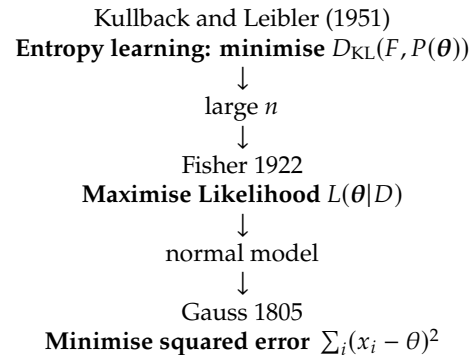 Kullback and Leibler (1951)
Entropy learning: minimise D_KL(F, P(θ))
↓
large n
↓
Fisher 1922
Maximise Likelihood L(θ|D)
↓
normal model
↓
Gauss 1805
Minimise squared error ∑_i(x_i − θ)²